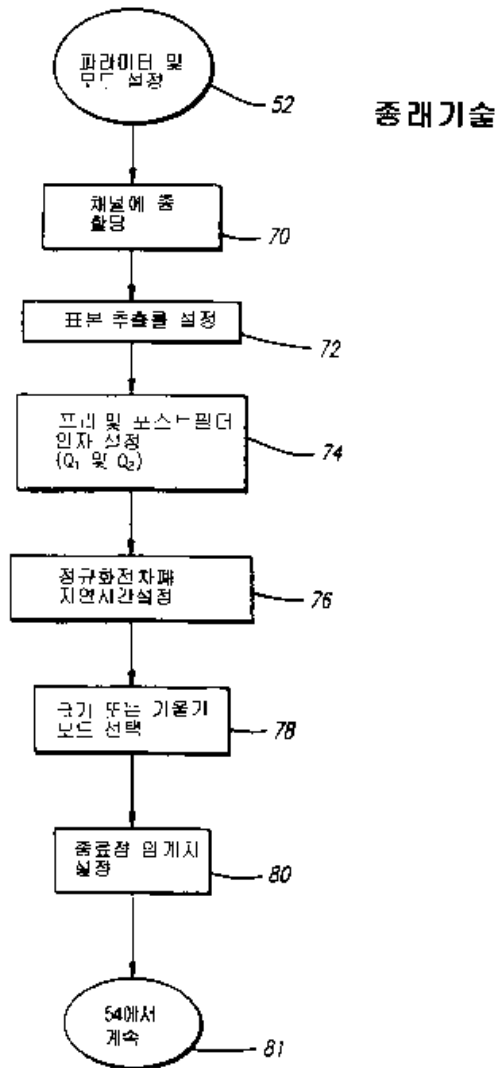 파라미터 및
모드 설정
52
종래기술
채널에 줌
할당
70
표본 추출률 설정
72
프리 및 포스트필터
인자 설정
(Q₁ 및 Q₂)
74
정규화전차폐
지연시간설정
76
크기 또는 기울기
모드 선택
78
종료점 임계치
설정
80
54에서
계속
81